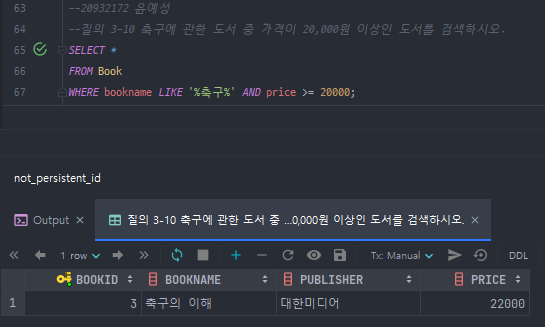 63 --20932172 윤예성
64 --질의 3-10 축구에 관한 도서 중 가격이 20,000원 이상인 도서를 검색하시오.
65 SELECT *
66 FROM Book
67 WHERE bookname LIKE '%축구%' AND price >= 20000;
not_persistent_id
Output × 질의 3-10 축구에 관한 도서 중 ...0,000원 이상인 도서를 검색하시오. ×
1 row Tx: Manual DDL
BOOKID BOOKNAME PUBLISHER PRICE
1 3 축구의 이해 대한미디어 22000